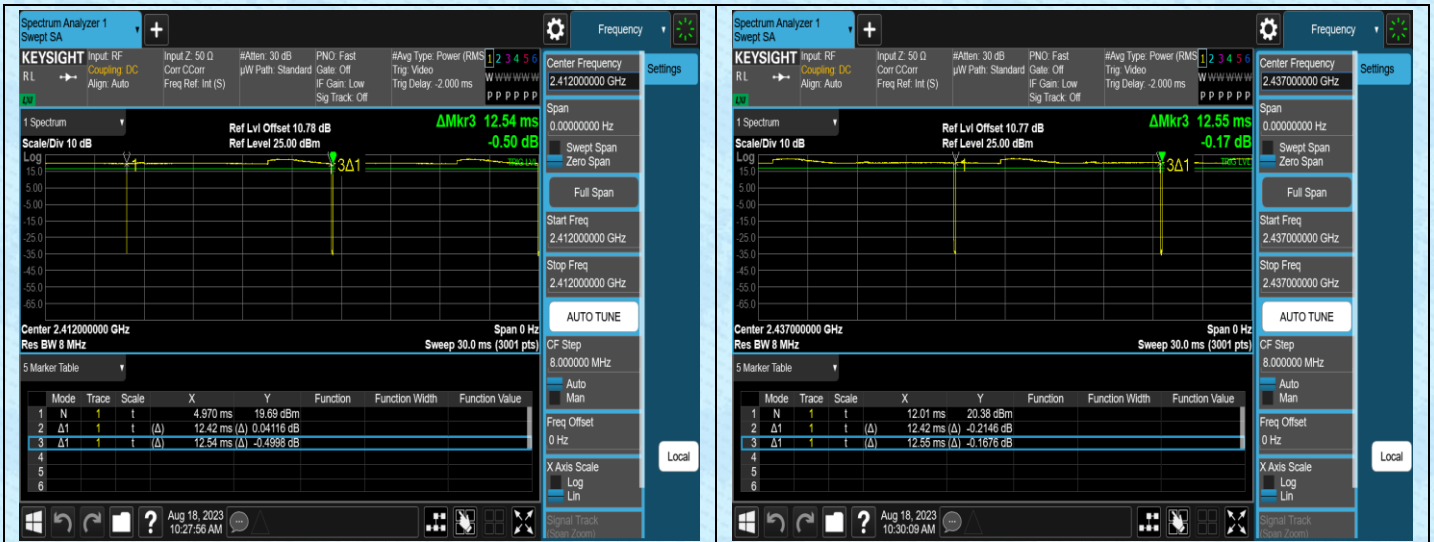 Spectrum Analyzer 1
Swept SA
Frequency
KEYSIGHT Input: RF Input Z: 50 Ω #Atten: 30 dB PNO: Fast #Avg Type: Power (RMS 1 2 3 4 5 6
R L Coupling: DC Corr CCorr µW Path: Standard Gate: Off Trig: Video W W W W W W
Align: Auto Freq Ref: Int (S) IF Gain: Low Trig Delay: -2.000 ms
Sig Track: Off P P P P P P
LXI
1 Spectrum
Ref Lvl Offset 10.78 dB
ΔMkr3 12.54 ms
Scale/Div 10 dB
Ref Level 25.00 dBm
-0.50 dB
Log
1
3Δ1
TRIG LVL
15.0
5.00
-5.00
-15.0
-25.0
-35.0
-45.0
-55.0
-65.0
Center 2.412000000 GHz
Span 0 Hz
Res BW 8 MHz
Sweep 30.0 ms (3001 pts)
5 Marker Table
Mode Trace Scale X Y Function Function Width Function Value
1 N 1 t 4.970 ms 19.69 dBm
2 Δ1 1 t (Δ) 12.42 ms (Δ) 0.04116 dB
3 Δ1 1 t (Δ) 12.54 ms (Δ) -0.4998 dB
4
5
6
?
Aug 18, 2023
10:27:56 AM
Center Frequency
2.412000000 GHz
Settings
Span
0.00000000 Hz
Swept Span
Zero Span
Full Span
Start Freq
2.412000000 GHz
Stop Freq
2.412000000 GHz
AUTO TUNE
CF Step
8.000000 MHz
Auto
Man
Freq Offset
0 Hz
X Axis Scale
Log
Lin
Local
Signal Track
(Span Zoom)
Spectrum Analyzer 1
Swept SA
Frequency
KEYSIGHT Input: RF Input Z: 50 Ω #Atten: 30 dB PNO: Fast #Avg Type: Power (RMS 1 2 3 4 5 6
R L Coupling: DC Corr CCorr µW Path: Standard Gate: Off Trig: Video W W W W W W
Align: Auto Freq Ref: Int (S) IF Gain: Low Trig Delay: -2.000 ms
Sig Track: Off P P P P P P
LXI
1 Spectrum
Ref Lvl Offset 10.77 dB
ΔMkr3 12.55 ms
Scale/Div 10 dB
Ref Level 25.00 dBm
-0.17 dB
Log
1
3Δ1
TRIG LVL
15.0
5.00
-5.00
-15.0
-25.0
-35.0
-45.0
-55.0
-65.0
Center 2.437000000 GHz
Span 0 Hz
Res BW 8 MHz
Sweep 30.0 ms (3001 pts)
5 Marker Table
Mode Trace Scale X Y Function Function Width Function Value
1 N 1 t 12.01 ms 20.38 dBm
2 Δ1 1 t (Δ) 12.42 ms (Δ) -0.2146 dB
3 Δ1 1 t (Δ) 12.55 ms (Δ) -0.1676 dB
4
5
6
?
Aug 18, 2023
10:30:09 AM
Center Frequency
2.437000000 GHz
Settings
Span
0.00000000 Hz
Swept Span
Zero Span
Full Span
Start Freq
2.437000000 GHz
Stop Freq
2.437000000 GHz
AUTO TUNE
CF Step
8.000000 MHz
Auto
Man
Freq Offset
0 Hz
X Axis Scale
Log
Lin
Local
Signal Track
(Span Zoom)